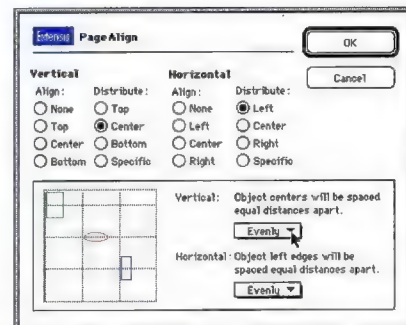 Extensis PageAlign
OK
Cancel
Vertical
Align: Distribute:
None Top
Top Center
Center Bottom
Bottom Specific
Horizontal
Align: Distribute:
None Left
Left Center
Center Right
Right Specific
Vertical: Object centers will be spaced
equal distances apart.
Evenly
Horizontal: Object left edges will be
spaced equal distances apart.
Evenly